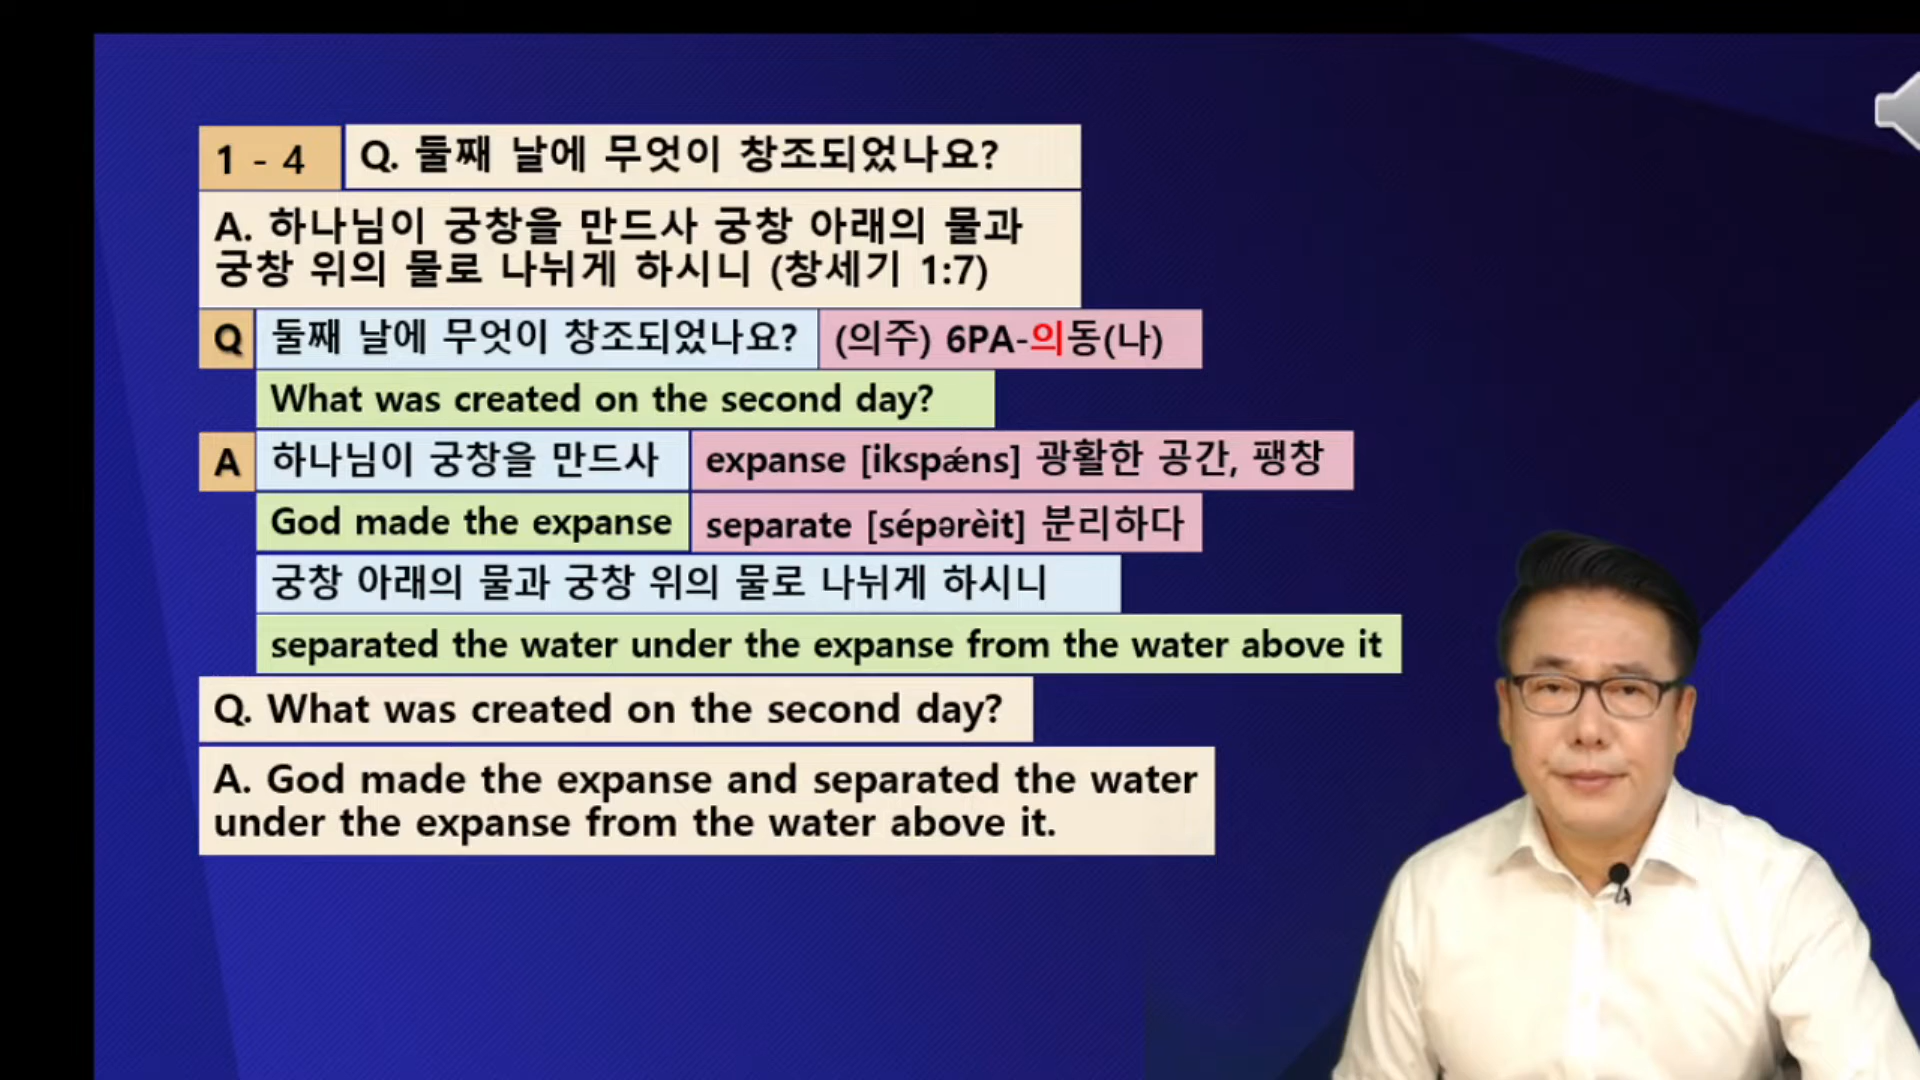 1 - 4 Q. 둘째 날에 무엇이 창조되었나요?
A. 하나님이 궁창을 만드사 궁창 아래의 물과
궁창 위의 물로 나뉘게 하시니 (창세기 1:7)
Q 둘째 날에 무엇이 창조되었나요? (의주) 6PA-의동(나)
What was created on the second day?
A 하나님이 궁창을 만드사 expanse [ikspǽns] 광활한 공간, 팽창
God made the expanse separate [sépərèit] 분리하다
궁창 아래의 물과 궁창 위의 물로 나뉘게 하시니
separated the water under the expanse from the water above it
Q. What was created on the second day?
A. God made the expanse and separated the water
under the expanse from the water above it.